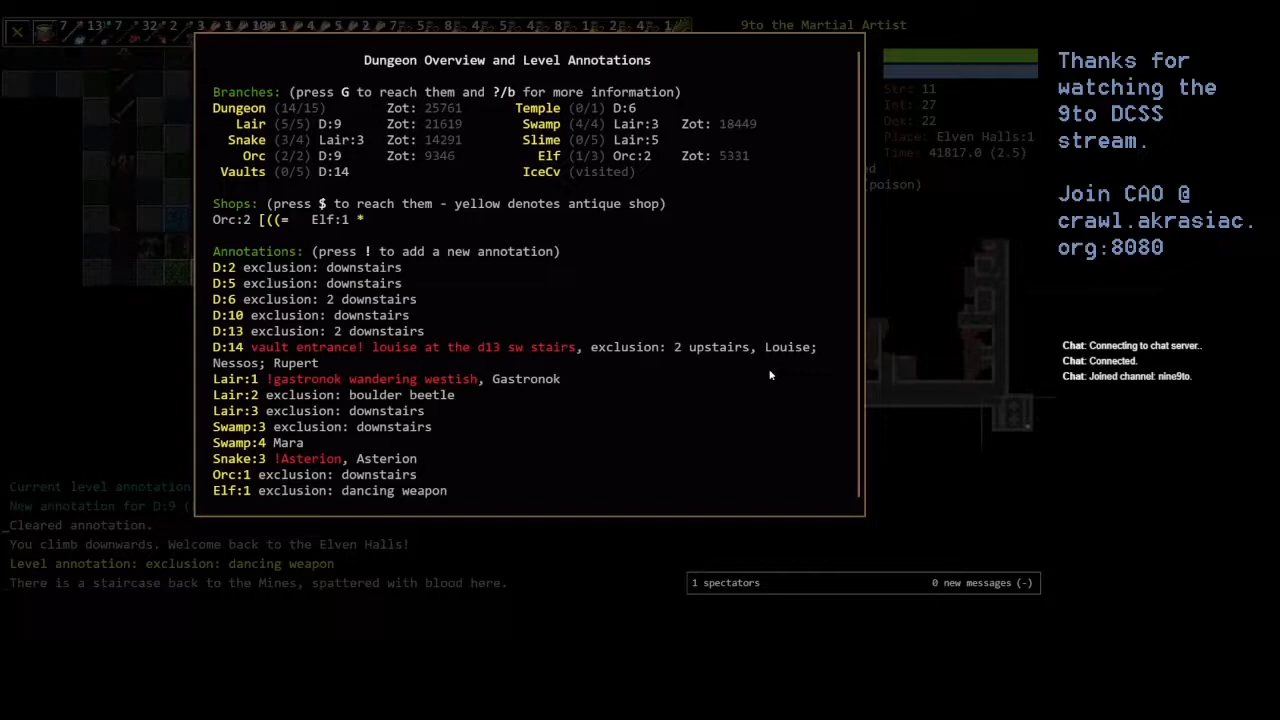 9to the Martial Artist
Dungeon Overview and Level Annotations
Branches: (press G to reach them and ?/b for more information)
Dungeon (14/15) Zot: 25761 Temple (0/1) D:6
Lair (5/5) D:9 Zot: 21619 Swamp (4/4) Lair:3 Zot: 18449
Snake (3/4) Lair:3 Zot: 14291 Slime (0/5) Lair:5
Orc (2/2) D:9 Zot: 9346 Elf (1/3) Orc:2 Zot: 5331
Vaults (0/5) D:14 IceCv (visited)
Shops: (press $ to reach them - yellow denotes antique shop)
Orc:2 [((= Elf:1 *
Annotations: (press ! to add a new annotation)
D:2 exclusion: downstairs
D:5 exclusion: downstairs
D:6 exclusion: 2 downstairs
D:10 exclusion: downstairs
D:13 exclusion: 2 downstairs
D:14 vault entrance! louise at the d13 sw stairs, exclusion: 2 upstairs, Louise;
Nessos; Rupert
Lair:1 !gastronok wandering westish, Gastronok
Lair:2 exclusion: boulder beetle
Lair:3 exclusion: downstairs
Swamp:3 exclusion: downstairs
Swamp:4 Mara
Snake:3 !Asterion, Asterion
Orc:1 exclusion: downstairs
Elf:1 exclusion: dancing weapon
Str: 11
Int: 27
Dex: 22
Place: Elven Halls:1
Time: 41817.0 (2.5)
(poison)
Thanks for
watching the
9to DCSS
stream.
Join CAO @
crawl.akrasiac.
org:8080
Chat: Connecting to chat server..
Chat: Connected.
Chat: Joined channel: nine9to.
Current level annotation
New annotation for D:9
_Cleared annotation.
You climb downwards. Welcome back to the Elven Halls!
Level annotation: exclusion: dancing weapon
_There is a staircase back to the Mines, spattered with blood here.
1 spectators 0 new messages (-)